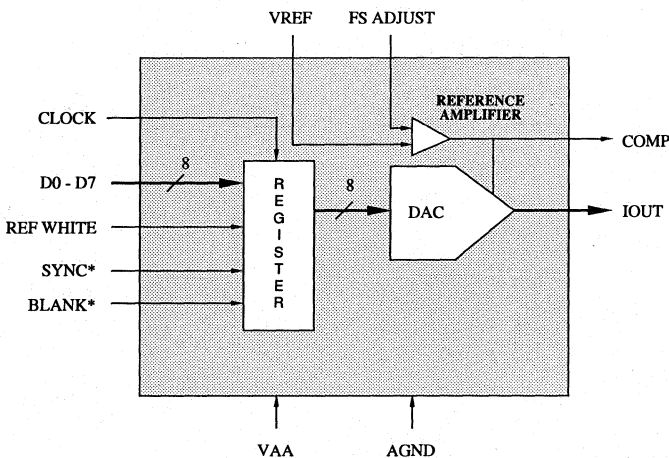 VREF
FS ADJUST
REFERENCE
AMPLIFIER
CLOCK
COMP
8
D0 - D7
8
REGISTER
DAC
IOUT
REF WHITE
SYNC*
BLANK*
VAA
AGND